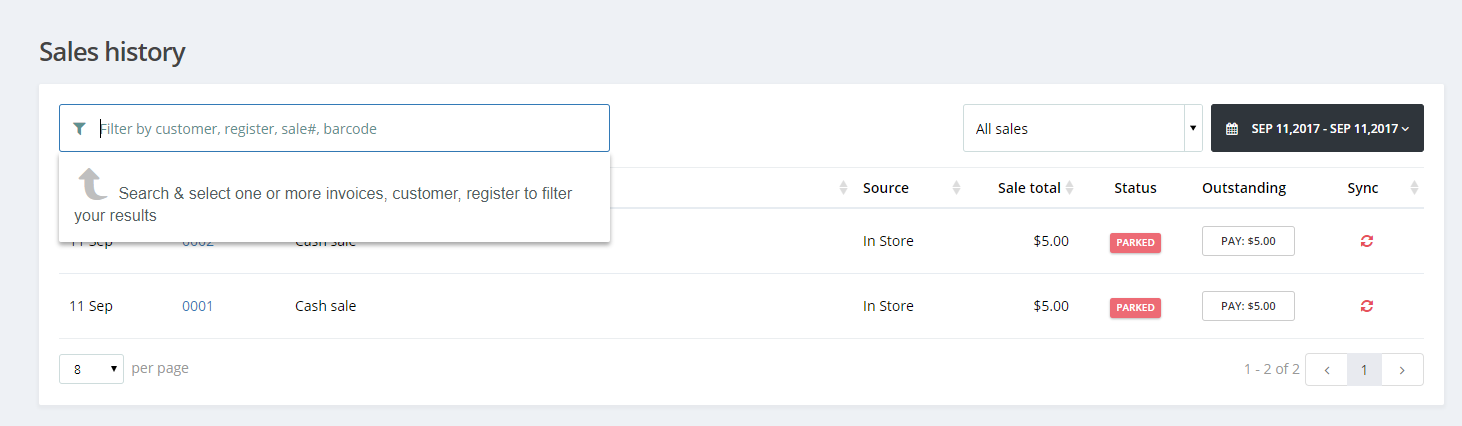 Sales history
Filter by customer, register, sale#, barcode
All sales
SEP 11,2017 - SEP 11,2017
Search & select one or more invoices, customer, register to filter
your results
Source Sale total Status Outstanding Sync
11 Sep 0002 Cash sale In Store $5.00 PARKED PAY: $5.00
11 Sep 0001 Cash sale In Store $5.00 PARKED PAY: $5.00
8 per page 1 - 2 of 2 1